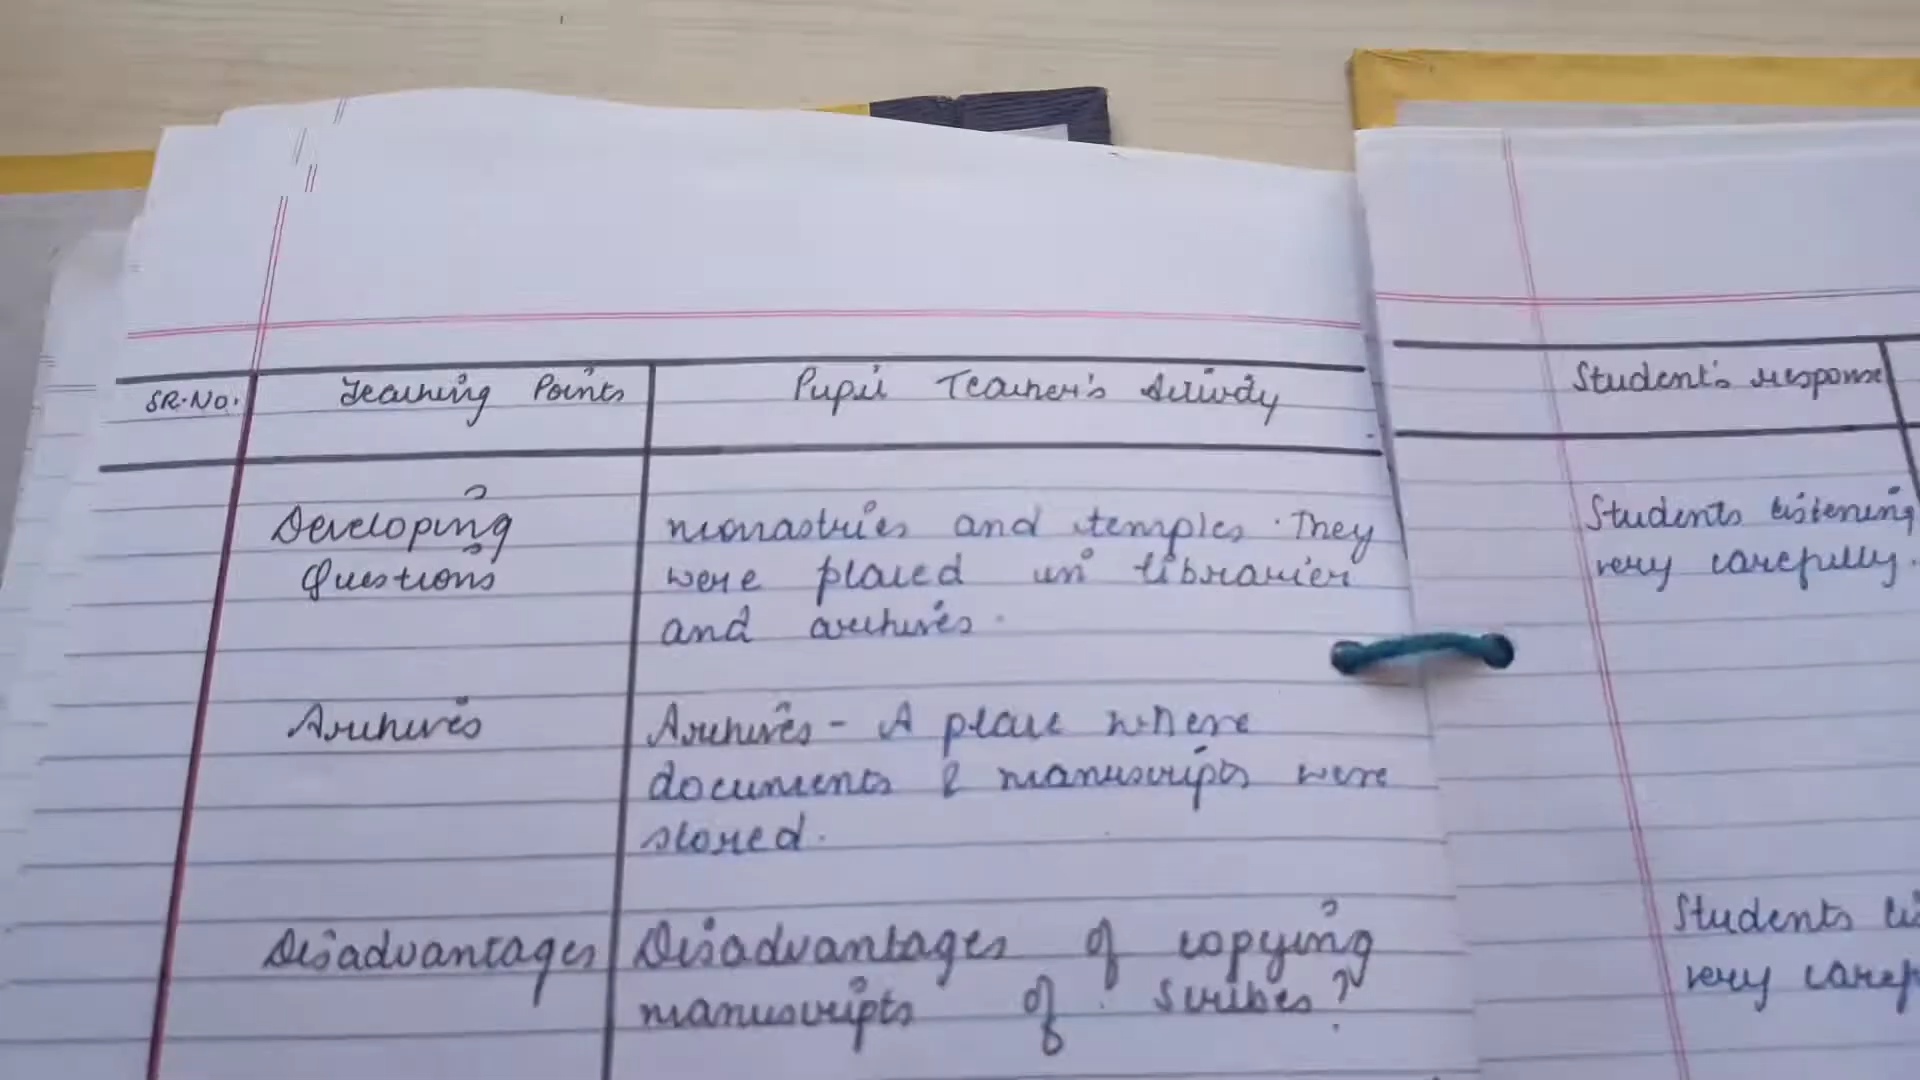 SR.No. Teaching Points Pupil Teacher's Activity
Developing
Questions
monastries and temples. They
were placed in libraries
and archives.
Archives
Archives - A place where
documents & manuscripts were
stored.
Disadvantages
Disadvantages of copying
manuscripts of scribes?
Student's response
Students listening
very carefully.
Students lis
very caref